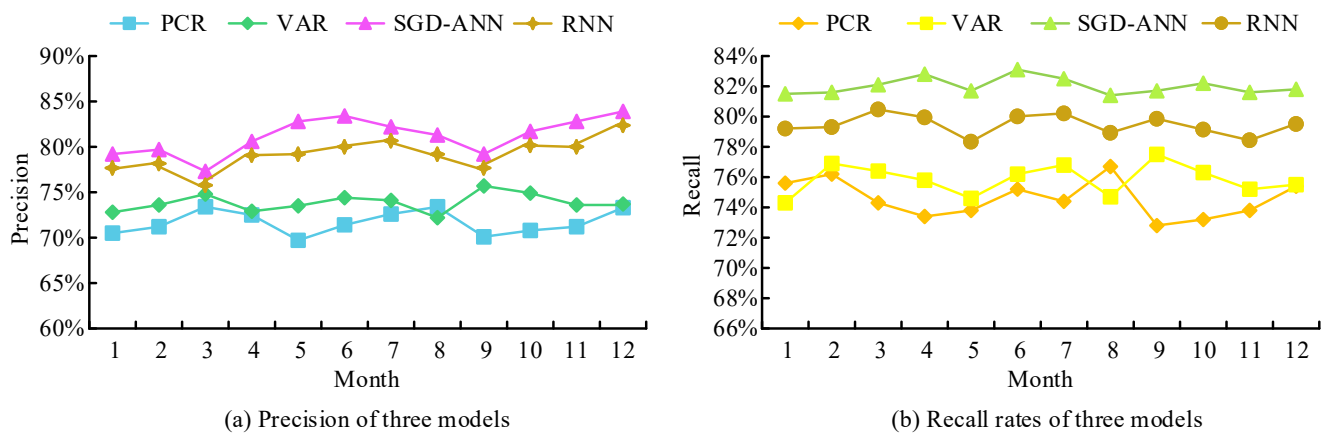 PCR VAR SGD-ANN RNN
90%
85%
80%
75%
70%
65%
60%
Precision
1 2 3 4 5 6 7 8 9 10 11 12
Month
(a) Precision of three models
PCR VAR SGD-ANN RNN
84%
82%
80%
78%
76%
74%
72%
70%
68%
66%
Recall
1 2 3 4 5 6 7 8 9 10 11 12
Month
(b) Recall rates of three models